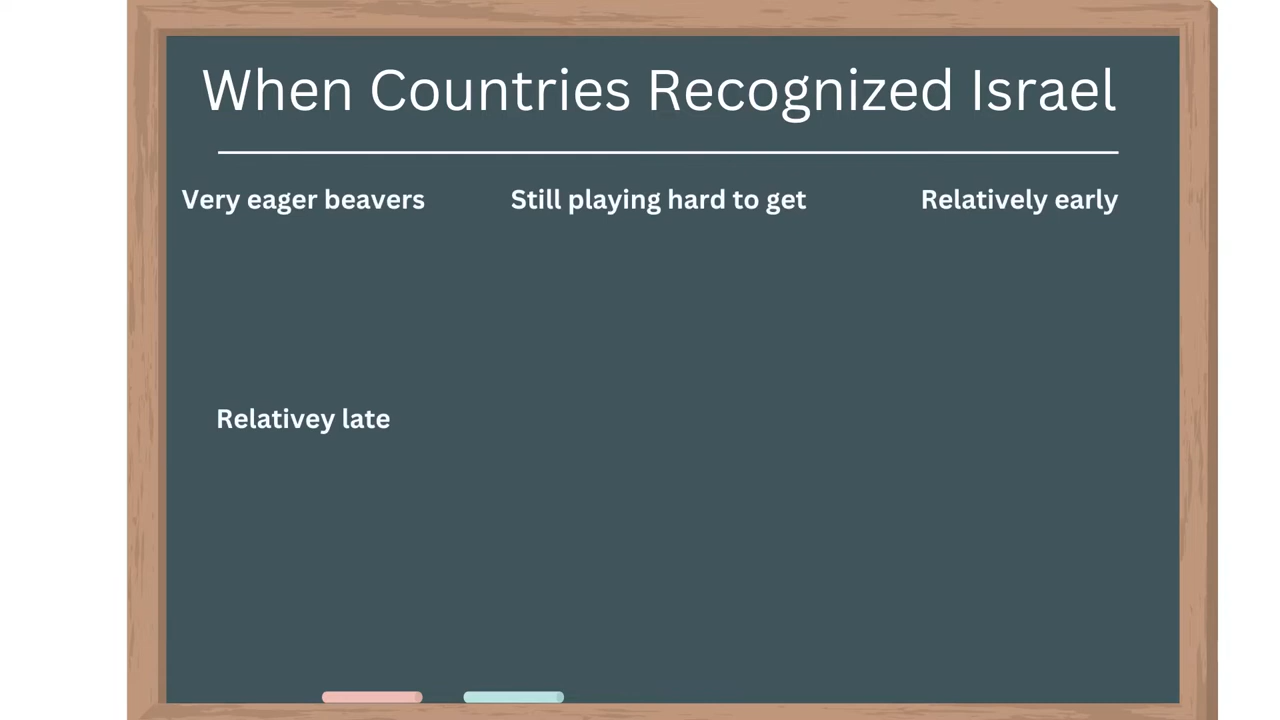 When Countries Recognized Israel
Very eager beavers
Still playing hard to get
Relatively early
Relativey late